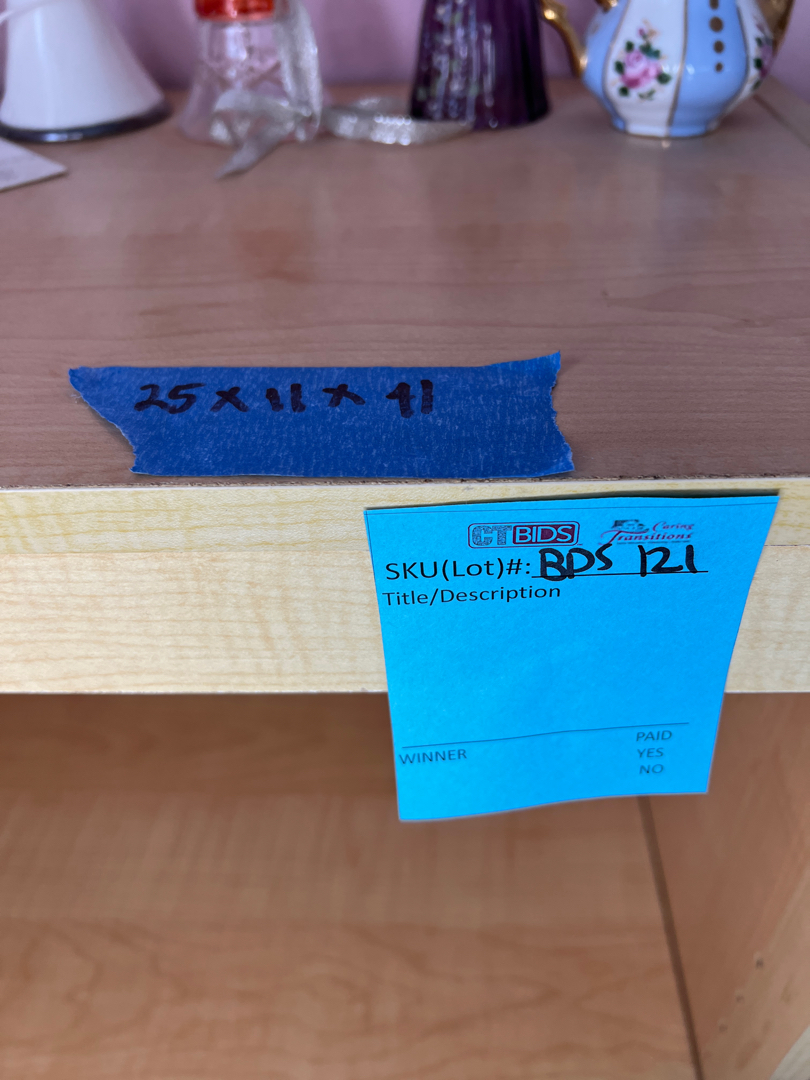 25 x 11 x 41
CTBIDS
Caring
Transitions
SKU(Lot)#: BDS 121
Title/Description
PAID
WINNER YES
NO